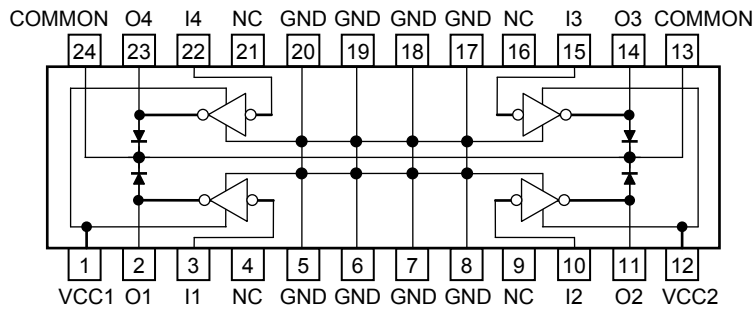 COMMON O4 I4 NC GND GND GND GND NC I3 O3 COMMON
24 23 22 21 20 19 18 17 16 15 14 13
1 2 3 4 5 6 7 8 9 10 11 12
VCC1 O1 I1 NC GND GND GND GND NC I2 O2 VCC2